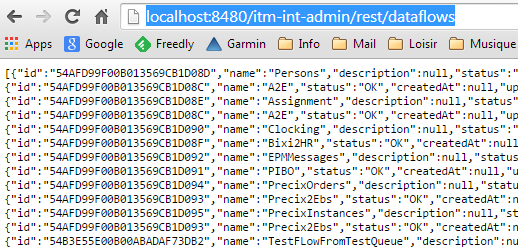 localhost:8480/itm-int-admin/rest/dataflows
Apps G Google Freedly Garmin Info Mail Loisir Musique
[{"id":"54AFD99F00B013569CB1D08D","name":"Persons","description":null,"status":"
{"id":"54AFD99F00B013569CB1D08C","name":"A2E","status":"OK","createdAt":null,"up
{"id":"54AFD99F00B013569CB1D08E","name":"Assignment","description":null,"status"
{"id":"54AFD99F00B013569CB1D08C","name":"A2E","status":"OK","createdAt":null,"up
{"id":"54AFD99F00B013569CB1D090","name":"Clocking","description":null,"status":"
{"id":"54AFD99F00B013569CB1D08F","name":"Bixi2HR","status":"OK","createdAt":null
{"id":"54AFD99F00B013569CB1D092","name":"EPMMessages","description":null,"status
{"id":"54AFD99F00B013569CB1D091","name":"PIBO","status":"OK","createdAt":null,"u
{"id":"54AFD99F00B013569CB1D094","name":"PrecixOrders","description":null,"statu
{"id":"54AFD99F00B013569CB1D093","name":"Precix2Ebs","status":"OK","createdAt":n
{"id":"54AFD99F00B013569CB1D095","name":"PrecixInstances","description":null,"st
{"id":"54AFD99F00B013569CB1D093","name":"Precix2Ebs","status":"OK","createdAt":n
{"id":"54B3E55E00B00ABADAF73DB2","name":"TestFLowFromTestQueue","description":nu